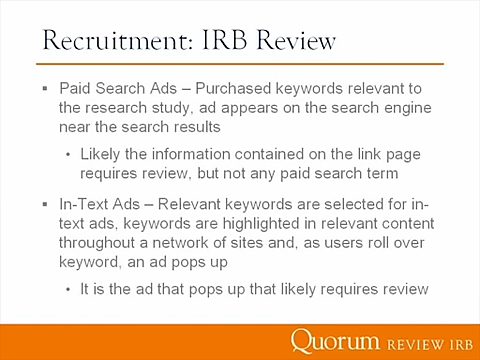 Recruitment: IRB Review
▪ Paid Search Ads – Purchased keywords relevant to
the research study, ad appears on the search engine
near the search results
• Likely the information contained on the link page
requires review, but not any paid search term
▪ In-Text Ads – Relevant keywords are selected for in-
text ads, keywords are highlighted in relevant content
throughout a network of sites and, as users roll over
keyword, an ad pops up
• It is the ad that pops up that likely requires review
Quorum REVIEW IRB